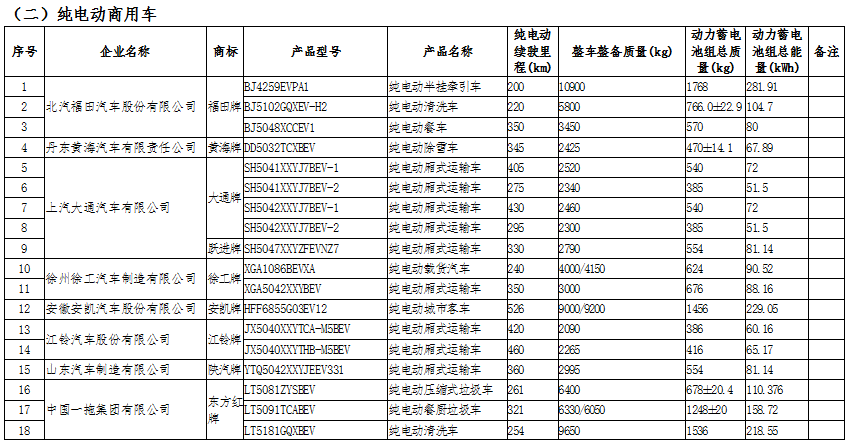 （二）纯电动商用车
序号 企业名称 商标 产品型号 产品名称 纯电动续驶里程(km) 整车整备质量(kg) 动力蓄电池组总质量(kg) 动力蓄电池组总能量(kWh) 备注
1 北汽福田汽车股份有限公司 福田牌 BJ4259EVPA1 纯电动半挂牵引车 200 10900 1768 281.91
2 BJ5102GQXEV-H2 纯电动清洗车 220 5800 766.0±22.9 104.7
3 BJ5048XCCEV1 纯电动餐车 350 3450 570 80
4 丹东黄海汽车有限责任公司 黄海牌 DD5032TCXBEV 纯电动除雪车 345 2425 470±14.1 67.89
5 上汽大通汽车有限公司 大通牌 SH5041XXYJ7BEV-1 纯电动厢式运输车 405 2520 540 72
6 SH5041XXYJ7BEV-2 纯电动厢式运输车 275 2340 385 51.5
7 SH5042XXYJ7BEV-1 纯电动厢式运输车 430 2460 540 72
8 SH5042XXYJ7BEV-2 纯电动厢式运输车 295 2300 385 51.5
9 跃进牌 SH5047XXYZFEVNZ7 纯电动厢式运输车 330 2790 554 81.14
10 徐州徐工汽车制造有限公司 徐工牌 XGA1086BEVXA 纯电动载货汽车 240 4000/4150 624 90.52
11 XGA5042XXYBEV 纯电动厢式运输车 350 3000 676 88.16
12 安徽安凯汽车股份有限公司 安凯牌 HFF6855G03EV12 纯电动城市客车 526 9000/9200 1456 229.05
13 江铃汽车股份有限公司 江铃牌 JX5040XXYTCA-M5BEV 纯电动厢式运输车 420 2090 386 60.16
14 JX5040XXYTHB-M5BEV 纯电动厢式运输车 460 2265 416 65.17
15 山东汽车制造有限公司 陕汽牌 YTQ5042XXYJEEV331 纯电动厢式运输车 360 2995 554 81.14
16 中国一拖集团有限公司 东方红牌 LT5081ZYSBEV 纯电动压缩式垃圾车 261 6400 678±20.4 110.376
17 LT5091TCABEV 纯电动餐厨垃圾车 321 6330/6050 1248±20 158.72
18 LT5181GQXBEV 纯电动清洗车 254 9650 1536 218.55